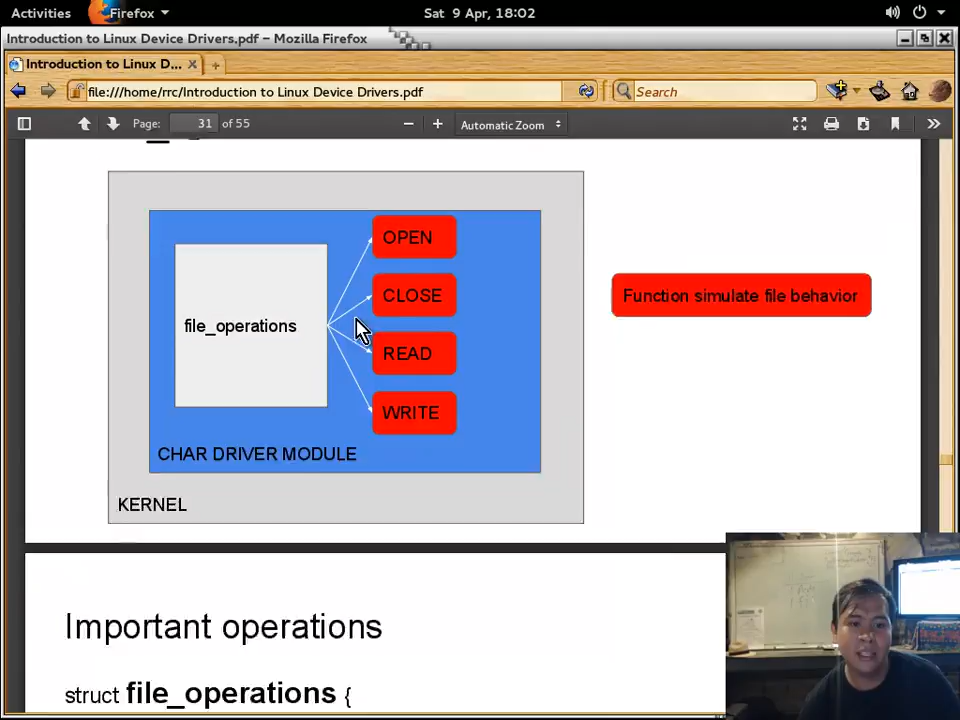 Activities Firefox Sat 9 Apr, 18:02
Introduction to Linux Device Drivers.pdf – Mozilla Firefox
Introduction to Linux D...
file:///home/rrc/Introduction to Linux Device Drivers.pdf Search
Page: 31 of 55 Automatic Zoom
OPEN
CLOSE
Function simulate file behavior
file_operations
READ
WRITE
CHAR DRIVER MODULE
KERNEL
Important operations
struct file_operations {